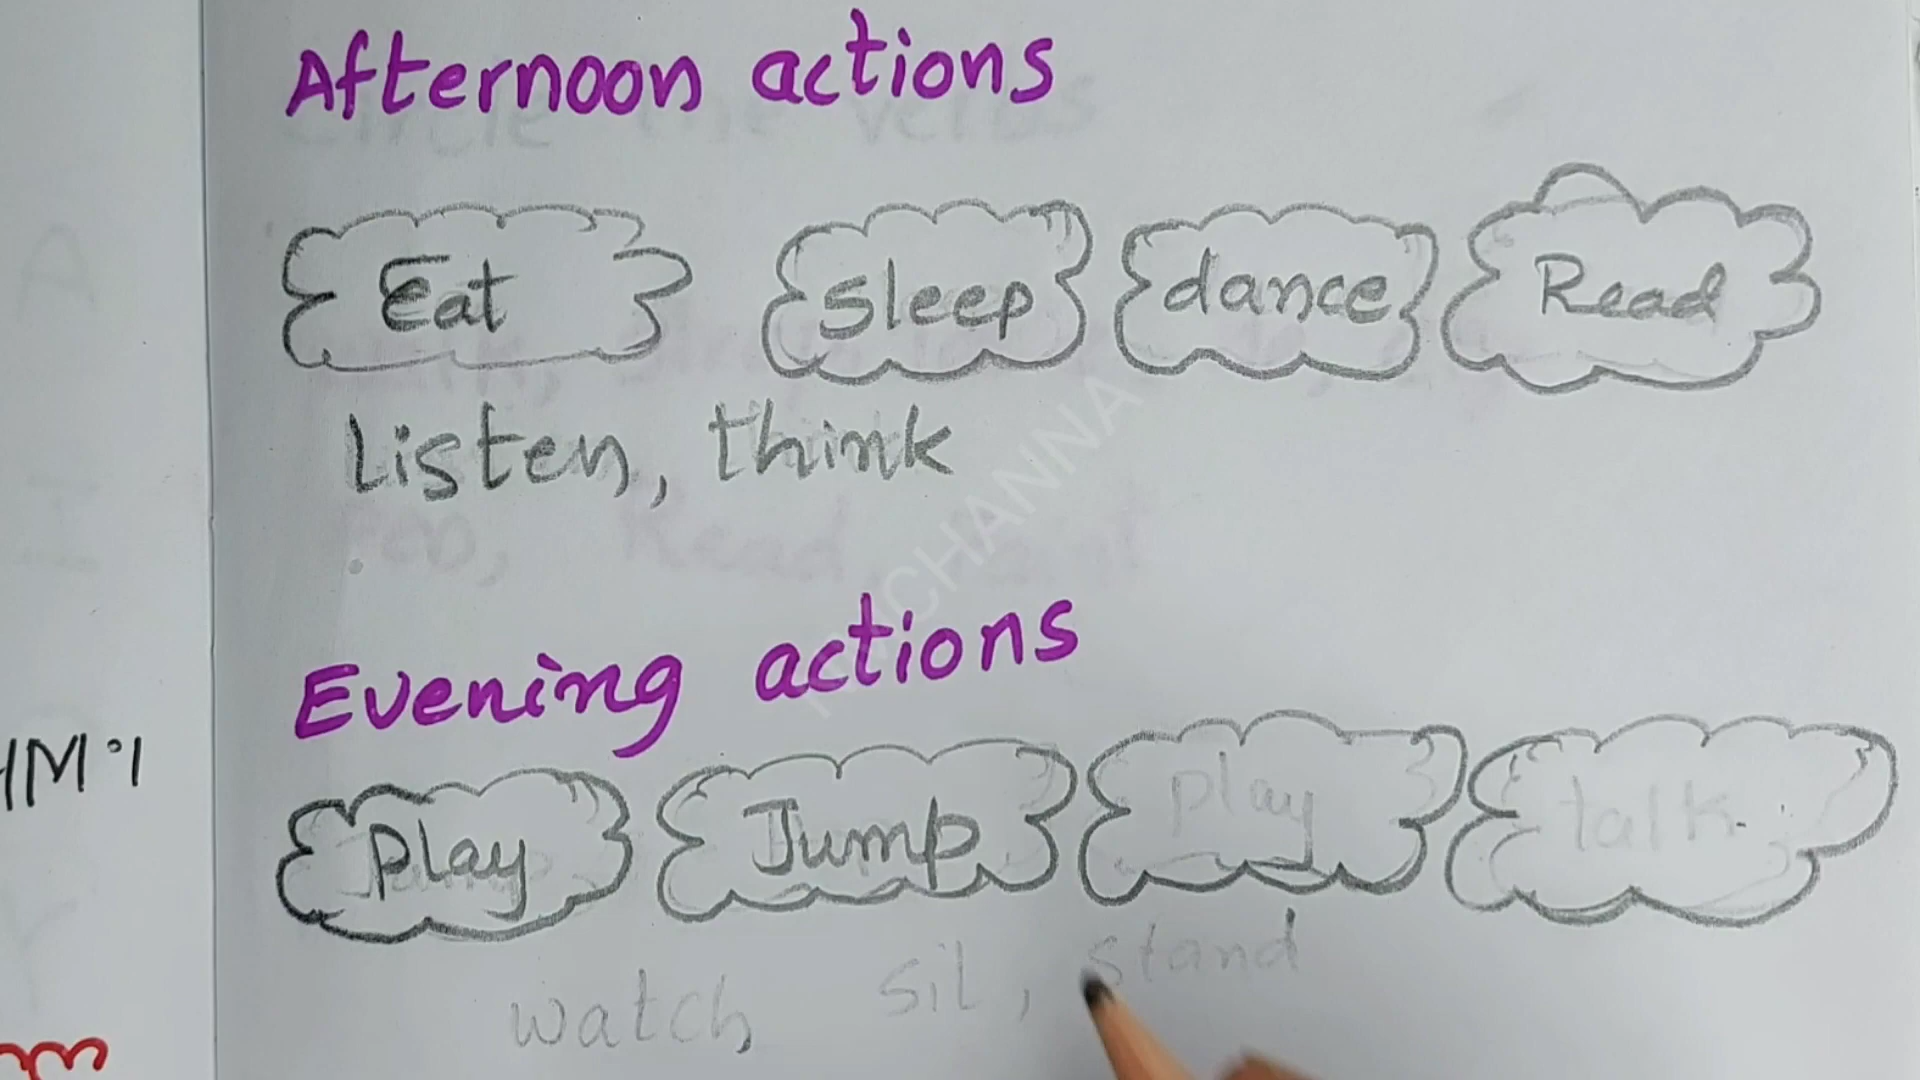 Afternoon actions
Eat Sleep dance Read
Listen, think
Evening actions
Play Jump play talk
watch, sit, stand